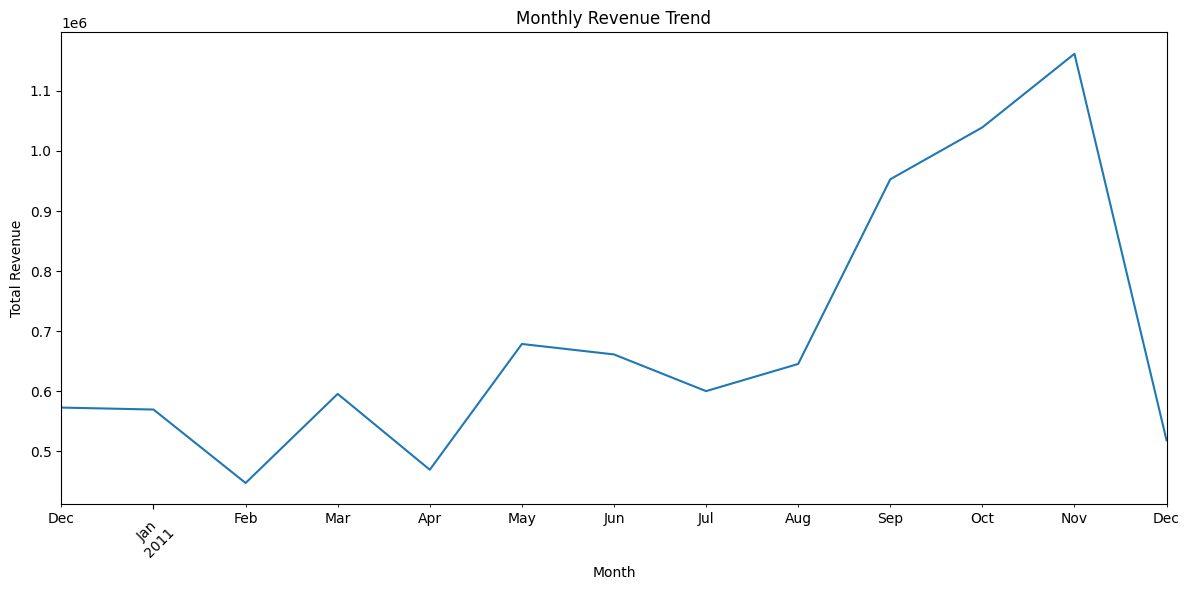 Monthly Revenue Trend
1e6
1.1
1.0
0.9
0.8
0.7
0.6
0.5
Total Revenue
Dec Jan Feb Mar Apr May Jun Jul Aug Sep Oct Nov Dec
2011
Month